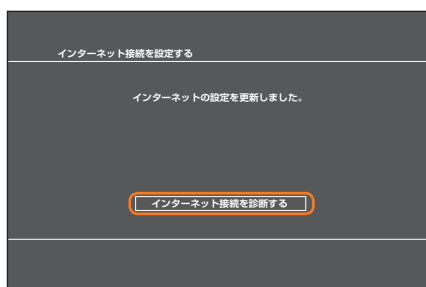 インターネット接続を設定する
インターネットの設定を更新しました。
インターネット接続を診断する